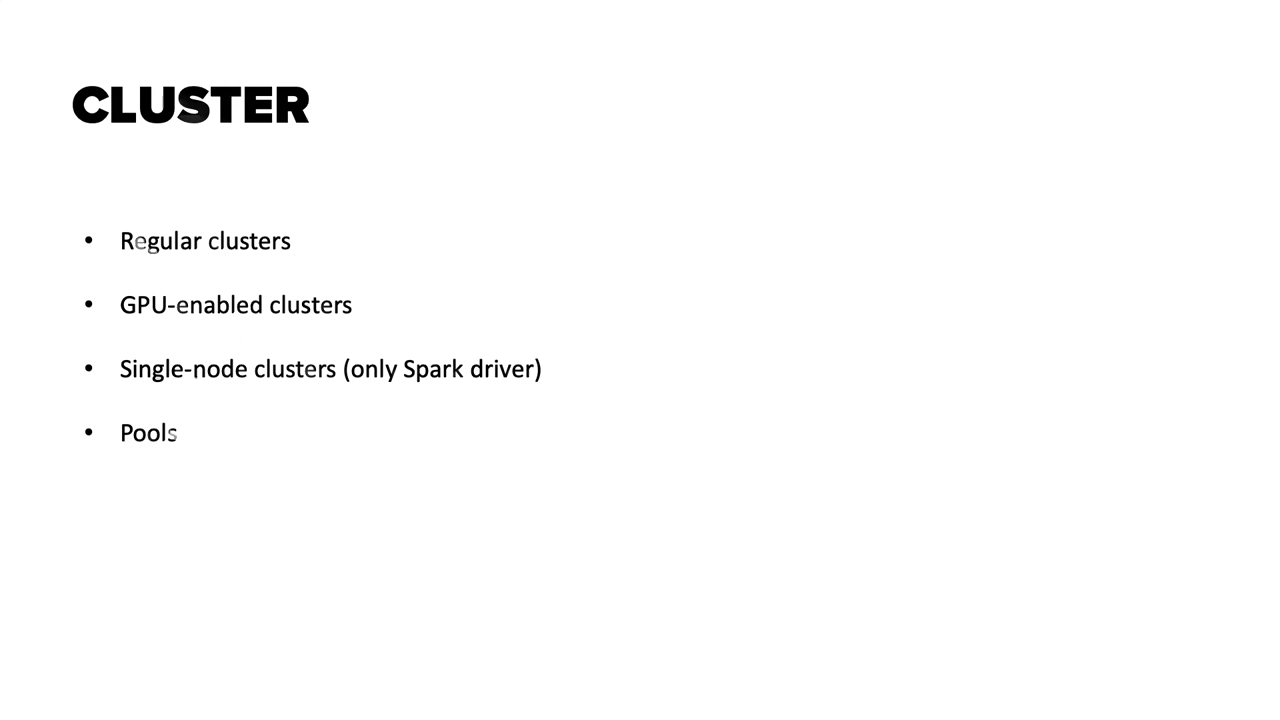 CLUSTER
• Regular clusters
• GPU-enabled clusters
• Single-node clusters (only Spark driver)
• Pools